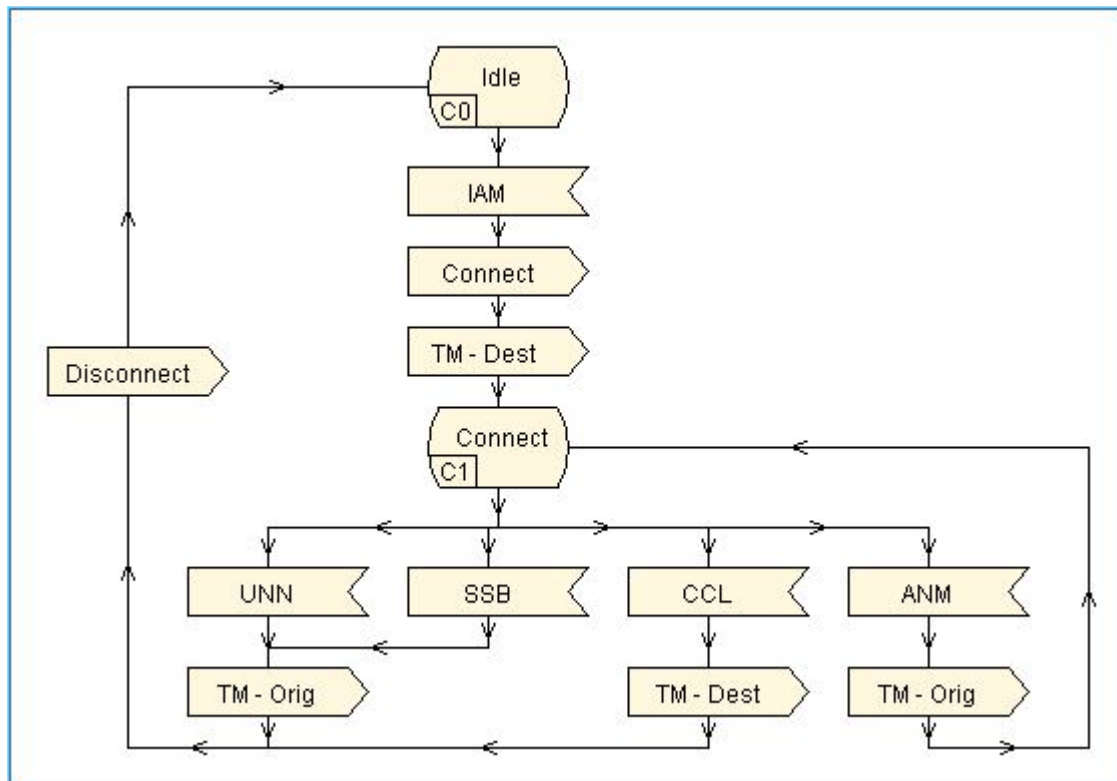 Idle
C0
IAM
Connect
TM - Dest
Disconnect
Connect
C1
UNN
SSB
CCL
ANM
TM - Orig
TM - Dest
TM - Orig